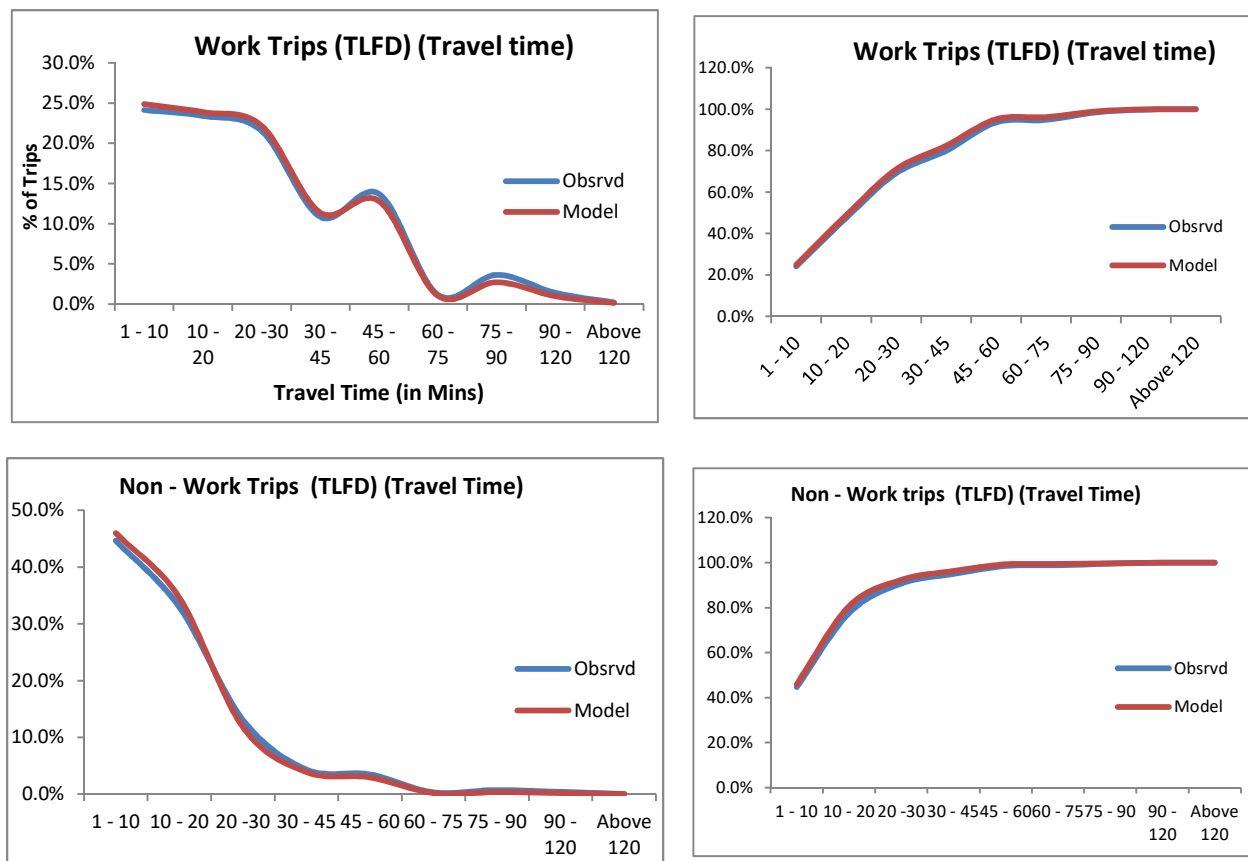 Work Trips (TLFD) (Travel time)
30.0%
25.0%
20.0%
15.0%
10.0%
5.0%
0.0%
% of Trips
Obsrvd
Model
1 - 10 10 - 20 -30 30 - 45 - 60 - 75 - 90 - Above
20 45 60 75 90 120 120
Travel Time (in Mins)
Work Trips (TLFD) (Travel time)
120.0%
100.0%
80.0%
60.0%
40.0%
20.0%
0.0%
Obsrvd
Model
1 - 10
10 - 20
20 -30
30 - 45
45 - 60
60 - 75
75 - 90
90 - 120
Above 120
Non - Work Trips (TLFD) (Travel Time)
50.0%
40.0%
30.0%
20.0%
10.0%
0.0%
Obsrvd
Model
1 - 10 10 - 20 20 -30 30 - 45 45 - 60 60 - 75 75 - 90 90 - Above
120 120
Non - Work trips (TLFD) (Travel Time)
120.0%
100.0%
80.0%
60.0%
40.0%
20.0%
0.0%
Obsrvd
Model
1 - 10 10 - 20 20 -30 30 - 45 45 - 60 60 - 75 75 - 90 90 - Above
120 120